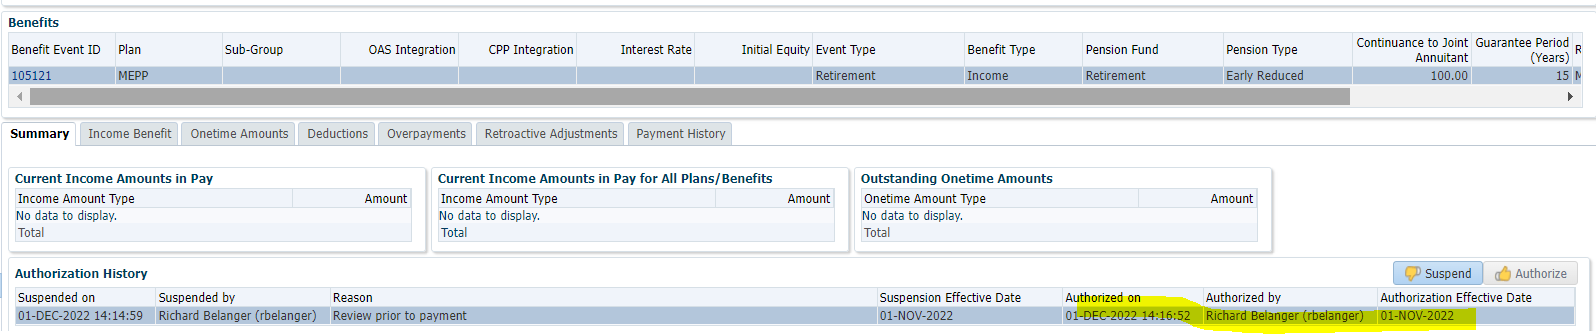 Benefits
Benefit Event ID Plan Sub-Group OAS Integration CPP Integration Interest Rate Initial Equity Event Type Benefit Type Pension Fund Pension Type Continuance to Joint Annuitant Guarantee Period (Years) R
105121 MEPP Retirement Income Retirement Early Reduced 100.00 15 M
Summary Income Benefit Onetime Amounts Deductions Overpayments Retroactive Adjustments Payment History
Current Income Amounts in Pay Current Income Amounts in Pay for All Plans/Benefits Outstanding Onetime Amounts
Income Amount Type Amount Income Amount Type Amount Onetime Amount Type Amount
No data to display. No data to display. No data to display.
Total Total Total
Authorization History Suspend Authorize
Suspended on Suspended by Reason Suspension Effective Date Authorized on Authorized by Authorization Effective Date
01-DEC-2022 14:14:59 Richard Belanger (rbelanger) Review prior to payment 01-NOV-2022 01-DEC-2022 14:16:52 Richard Belanger (rbelanger) 01-NOV-2022